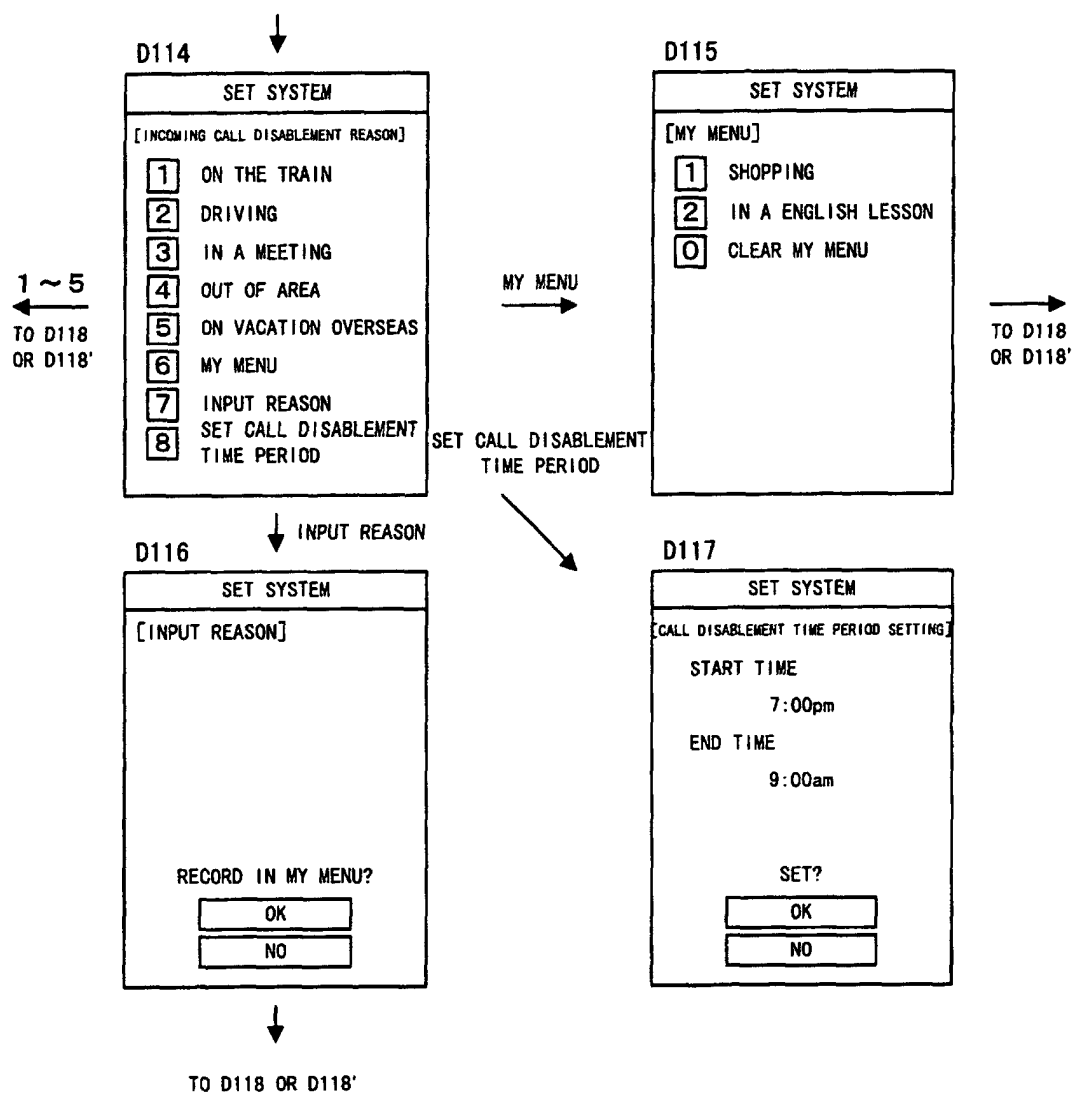 D114
SET SYSTEM
[INCOMING CALL DISABLEMENT REASON]
1 ON THE TRAIN
2 DRIVING
3 IN A MEETING
4 OUT OF AREA
5 ON VACATION OVERSEAS
6 MY MENU
7 INPUT REASON
8 SET CALL DISABLEMENT
TIME PERIOD
1～5
TO D118
OR D118'
MY MENU
D115
SET SYSTEM
[MY MENU]
1 SHOPPING
2 IN A ENGLISH LESSON
0 CLEAR MY MENU
TO D118
OR D118'
SET CALL DISABLEMENT
TIME PERIOD
INPUT REASON
D116
SET SYSTEM
[INPUT REASON]
RECORD IN MY MENU?
OK
NO
TO D118 OR D118'
D117
SET SYSTEM
[CALL DISABLEMENT TIME PERIOD SETTING]
START TIME
7:00pm
END TIME
9:00am
SET?
OK
NO